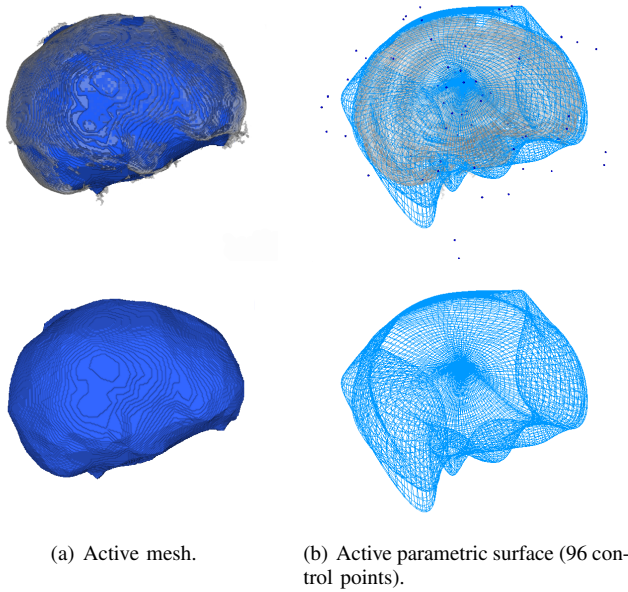 (a) Active mesh.
(b) Active parametric surface (96 con-
trol points).